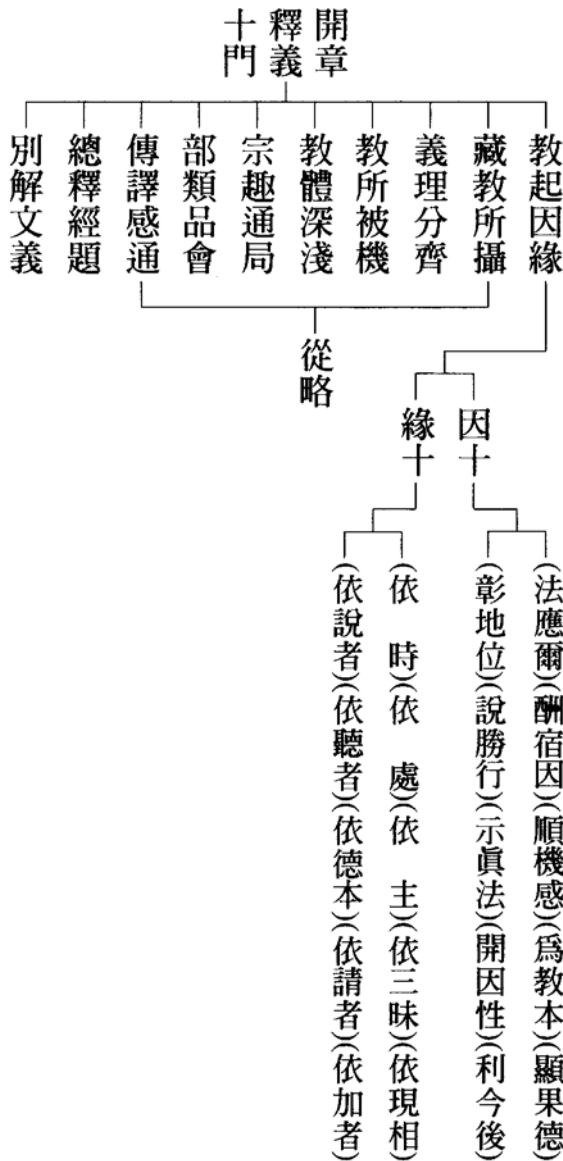 開章
釋義
十門
教起因緣
藏教所攝
義理分齊
教所被機
教體深淺
宗趣通局
部類品會
傳譯感通
總釋經題
別解文義
從略
因十
緣十
(法應爾)(酬宿因)(順機感)(爲教本)(顯果德)
(彰地位)(說勝行)(示眞法)(開因性)(利今後)
(依 時)(依 處)(依 主)(依三昧)(依現相)
(依說者)(依聽者)(依德本)(依請者)(依加者)